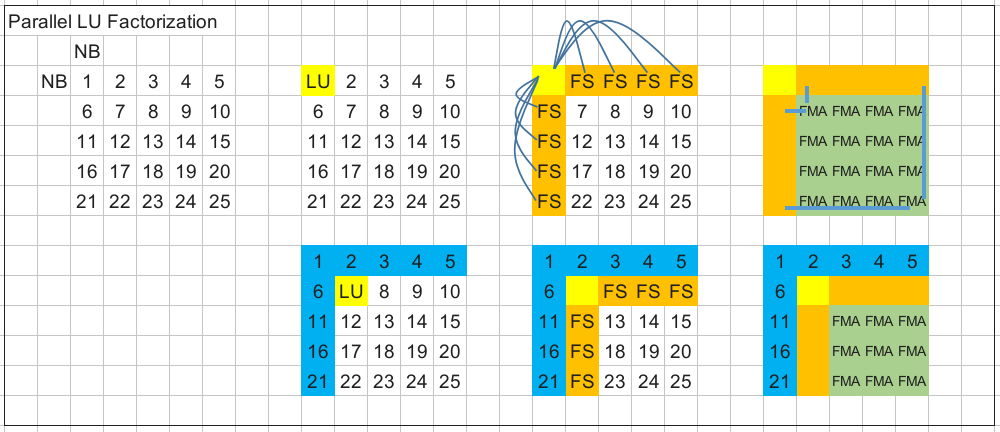 Parallel LU Factorization
NB
NB 1 2 3 4 5 LU 2 3 4 5 FS FS FS FS
6 7 8 9 10 6 7 8 9 10 FS 7 8 9 10 FMA FMA FMA FMA
11 12 13 14 15 11 12 13 14 15 FS 12 13 14 15 FMA FMA FMA FMA
16 17 18 19 20 16 17 18 19 20 FS 17 18 19 20 FMA FMA FMA FMA
21 22 23 24 25 21 22 23 24 25 FS 22 23 24 25 FMA FMA FMA FMA
1 2 3 4 5 1 2 3 4 5 1 2 3 4 5
6 LU 8 9 10 6 FS FS FS 6
11 12 13 14 15 11 FS 13 14 15 11 FMA FMA FMA
16 17 18 19 20 16 FS 18 19 20 16 FMA FMA FMA
21 22 23 24 25 21 FS 23 24 25 21 FMA FMA FMA